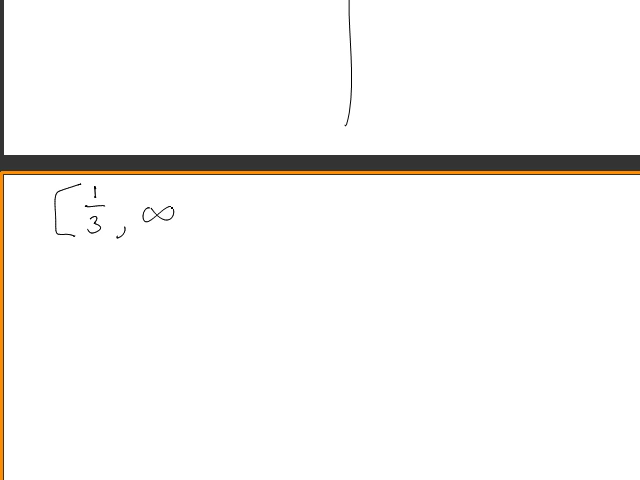 [1/3, ∞